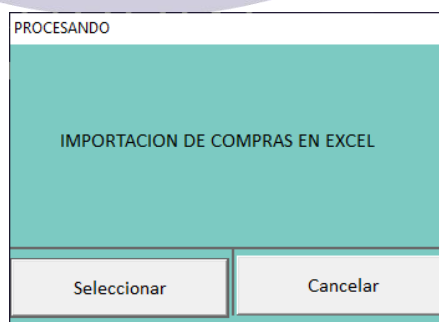 PROCESANDO
IMPORTACION DE COMPRAS EN EXCEL
Seleccionar
Cancelar